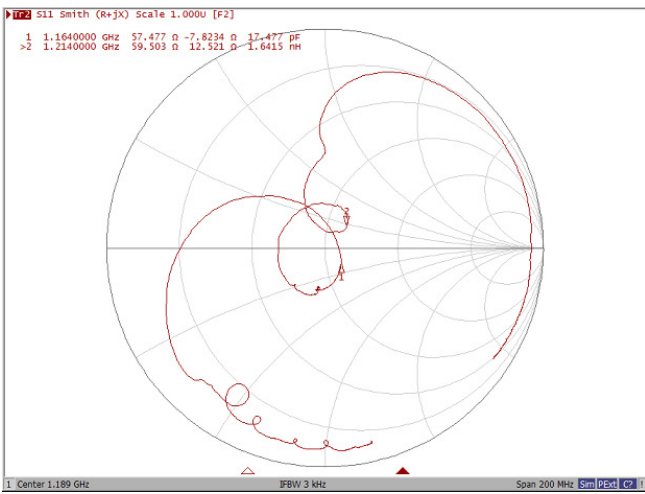 Tr2 S11 Smith (R+jX) Scale 1.000U [F2]
1 1.1640000 GHz 57.477 Ω -7.8234 Ω 17.477 pF
>2 1.2140000 GHz 59.503 Ω 12.521 Ω 1.6415 nH
2
1
1 Center 1.189 GHz IFBW 3 kHz Span 200 MHz Sim PExt C? !